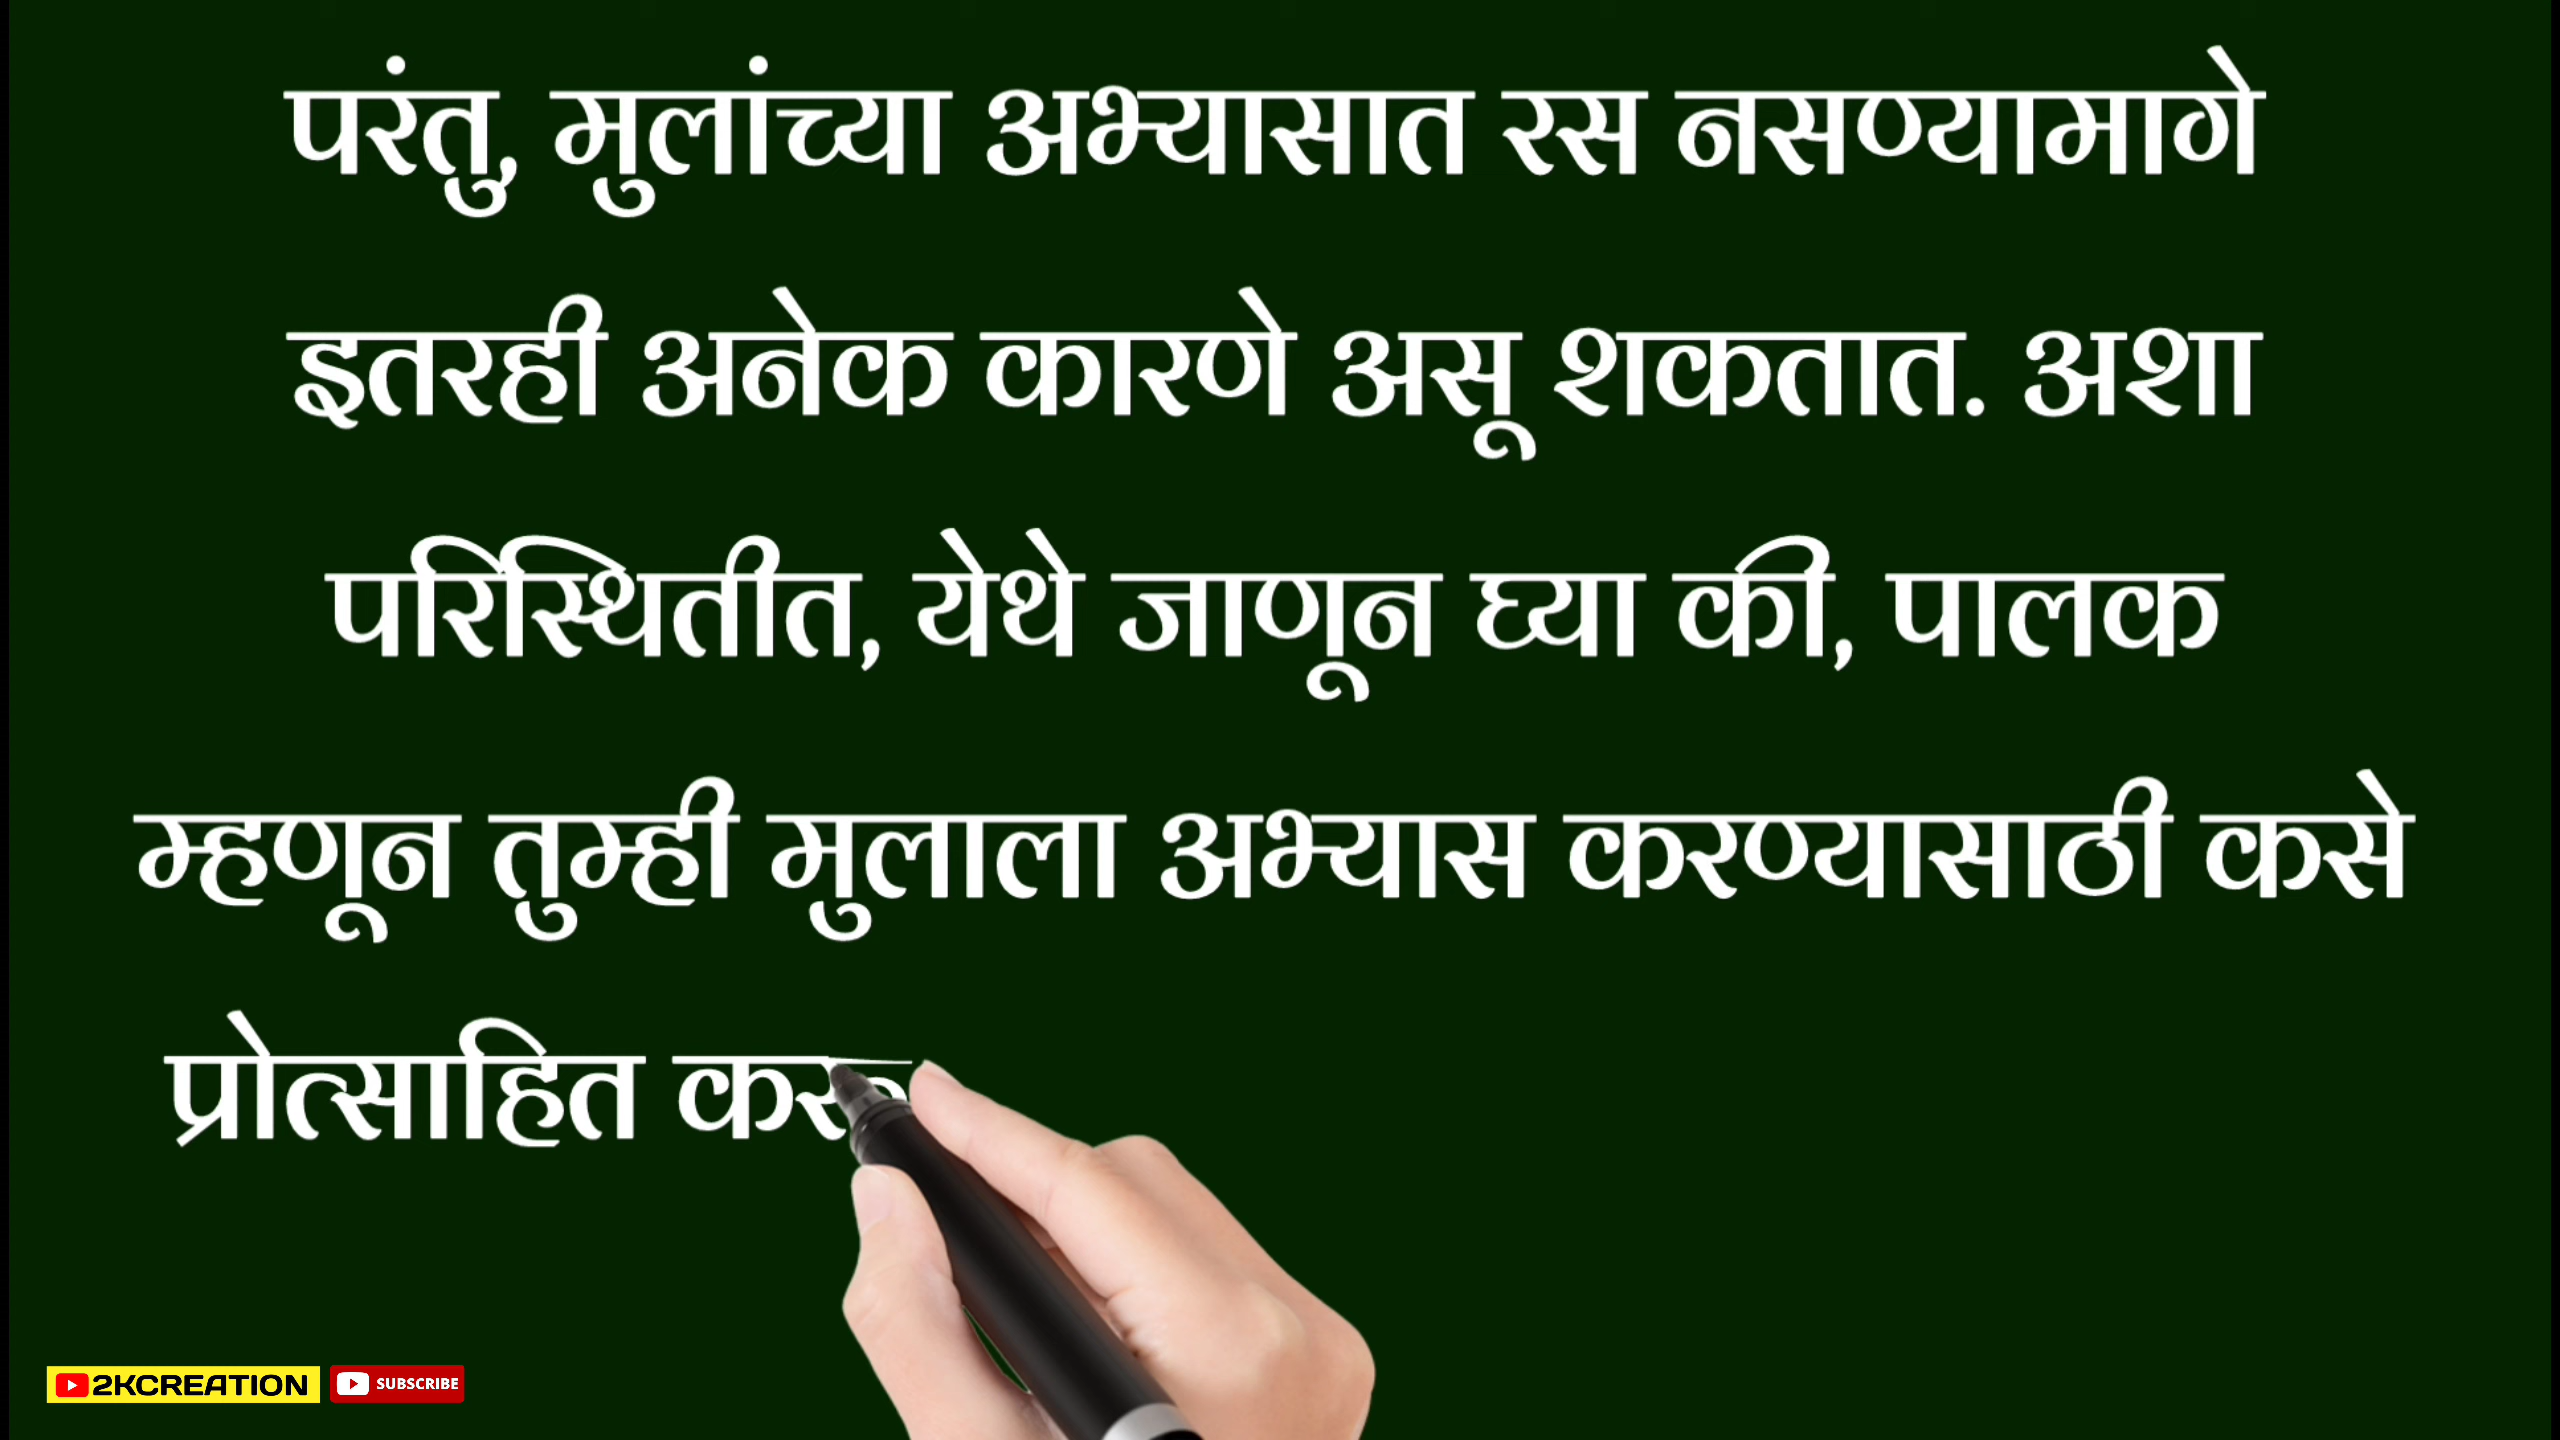 परंतु, मुलांच्या अभ्यासात रस नसण्यामागे
इतरही अनेक कारणे असू शकतात. अशा
परिस्थितीत, येथे जाणून घ्या की, पालक
म्हणून तुम्ही मुलाला अभ्यास करण्यासाठी कसे
प्रोत्साहित
2KCREATION SUBSCRIBE